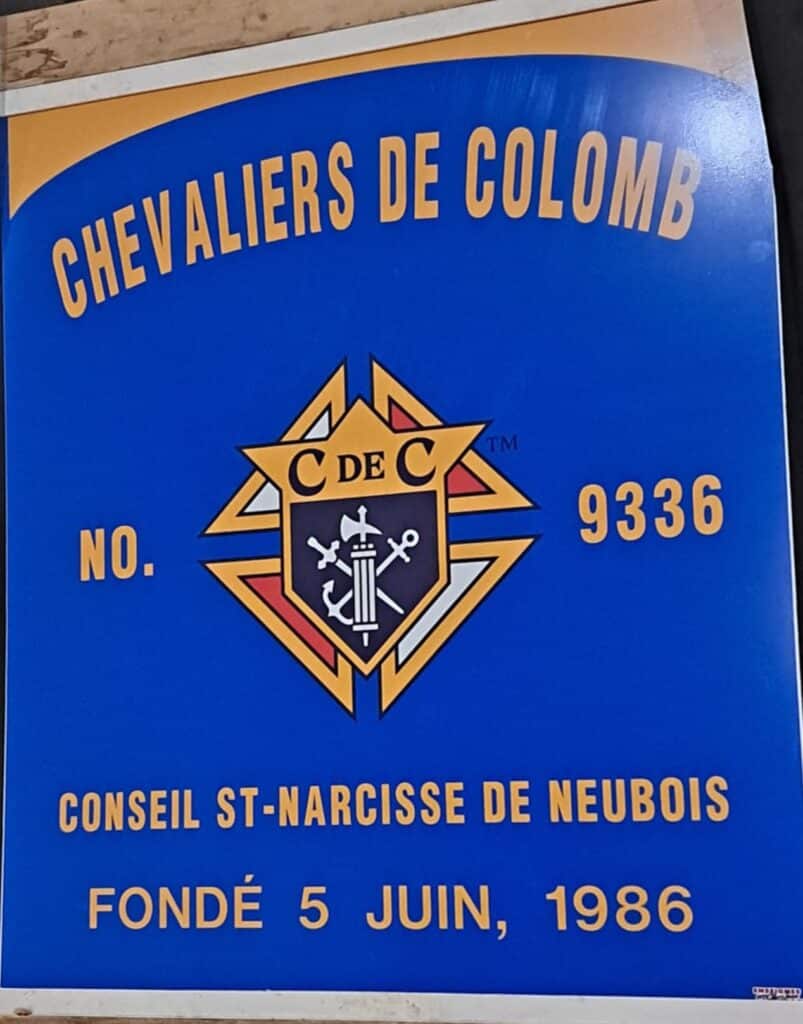 CHEVALIERS DE COLOMB
C DE C
TM
NO. 9336
CONSEIL ST-NARCISSE DE NEUBOIS
FONDÉ 5 JUIN, 1986